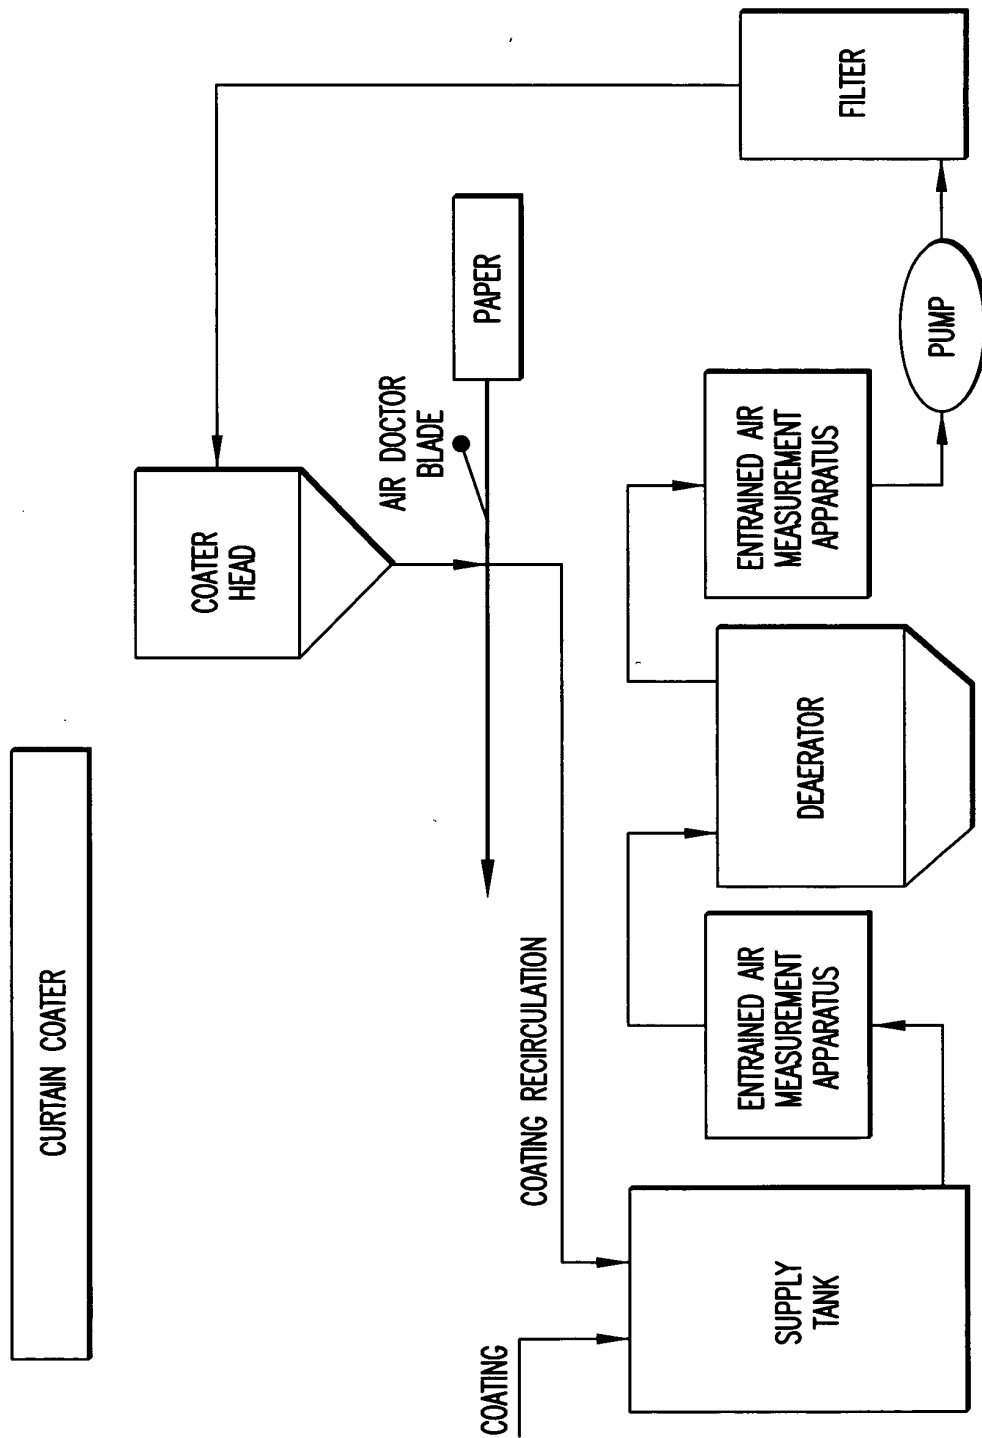 CURTAIN COATER
COATER
HEAD
AIR DOCTOR
BLADE
PAPER
COATING RECIRCULATION
COATING
SUPPLY
TANK
ENTRAINED AIR
MEASUREMENT
APPARATUS
DEAERATOR
ENTRAINED AIR
MEASUREMENT
APPARATUS
PUMP
FILTER